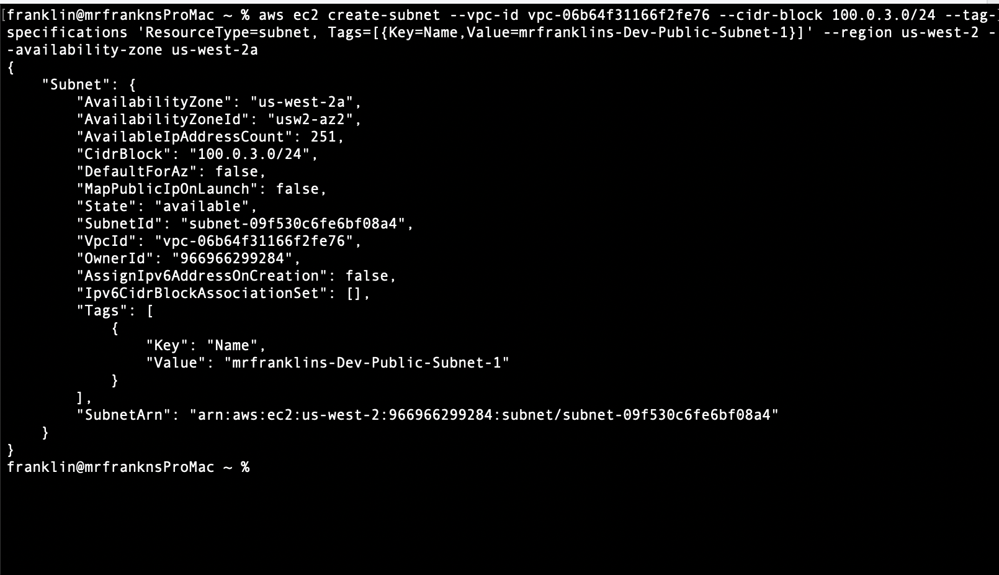 [franklin@mrfranknsProMac ~ % aws ec2 create-subnet --vpc-id vpc-06b64f31166f2fe76 --cidr-block 100.0.3.0/24 --tag-]
specifications 'ResourceType=subnet, Tags=[{Key=Name,Value=mrfranklins-Dev-Public-Subnet-1}]' --region us-west-2 -
-availability-zone us-west-2a
{
    "Subnet": {
        "AvailabilityZone": "us-west-2a",
        "AvailabilityZoneId": "usw2-az2",
        "AvailableIpAddressCount": 251,
        "CidrBlock": "100.0.3.0/24",
        "DefaultForAz": false,
        "MapPublicIpOnLaunch": false,
        "State": "available",
        "SubnetId": "subnet-09f530c6fe6bf08a4",
        "VpcId": "vpc-06b64f31166f2fe76",
        "OwnerId": "966966299284",
        "AssignIpv6AddressOnCreation": false,
        "Ipv6CidrBlockAssociationSet": [],
        "Tags": [
            {
                "Key": "Name",
                "Value": "mrfranklins-Dev-Public-Subnet-1"
            }
        ],
        "SubnetArn": "arn:aws:ec2:us-west-2:966966299284:subnet/subnet-09f530c6fe6bf08a4"
    }
}
franklin@mrfranknsProMac ~ %